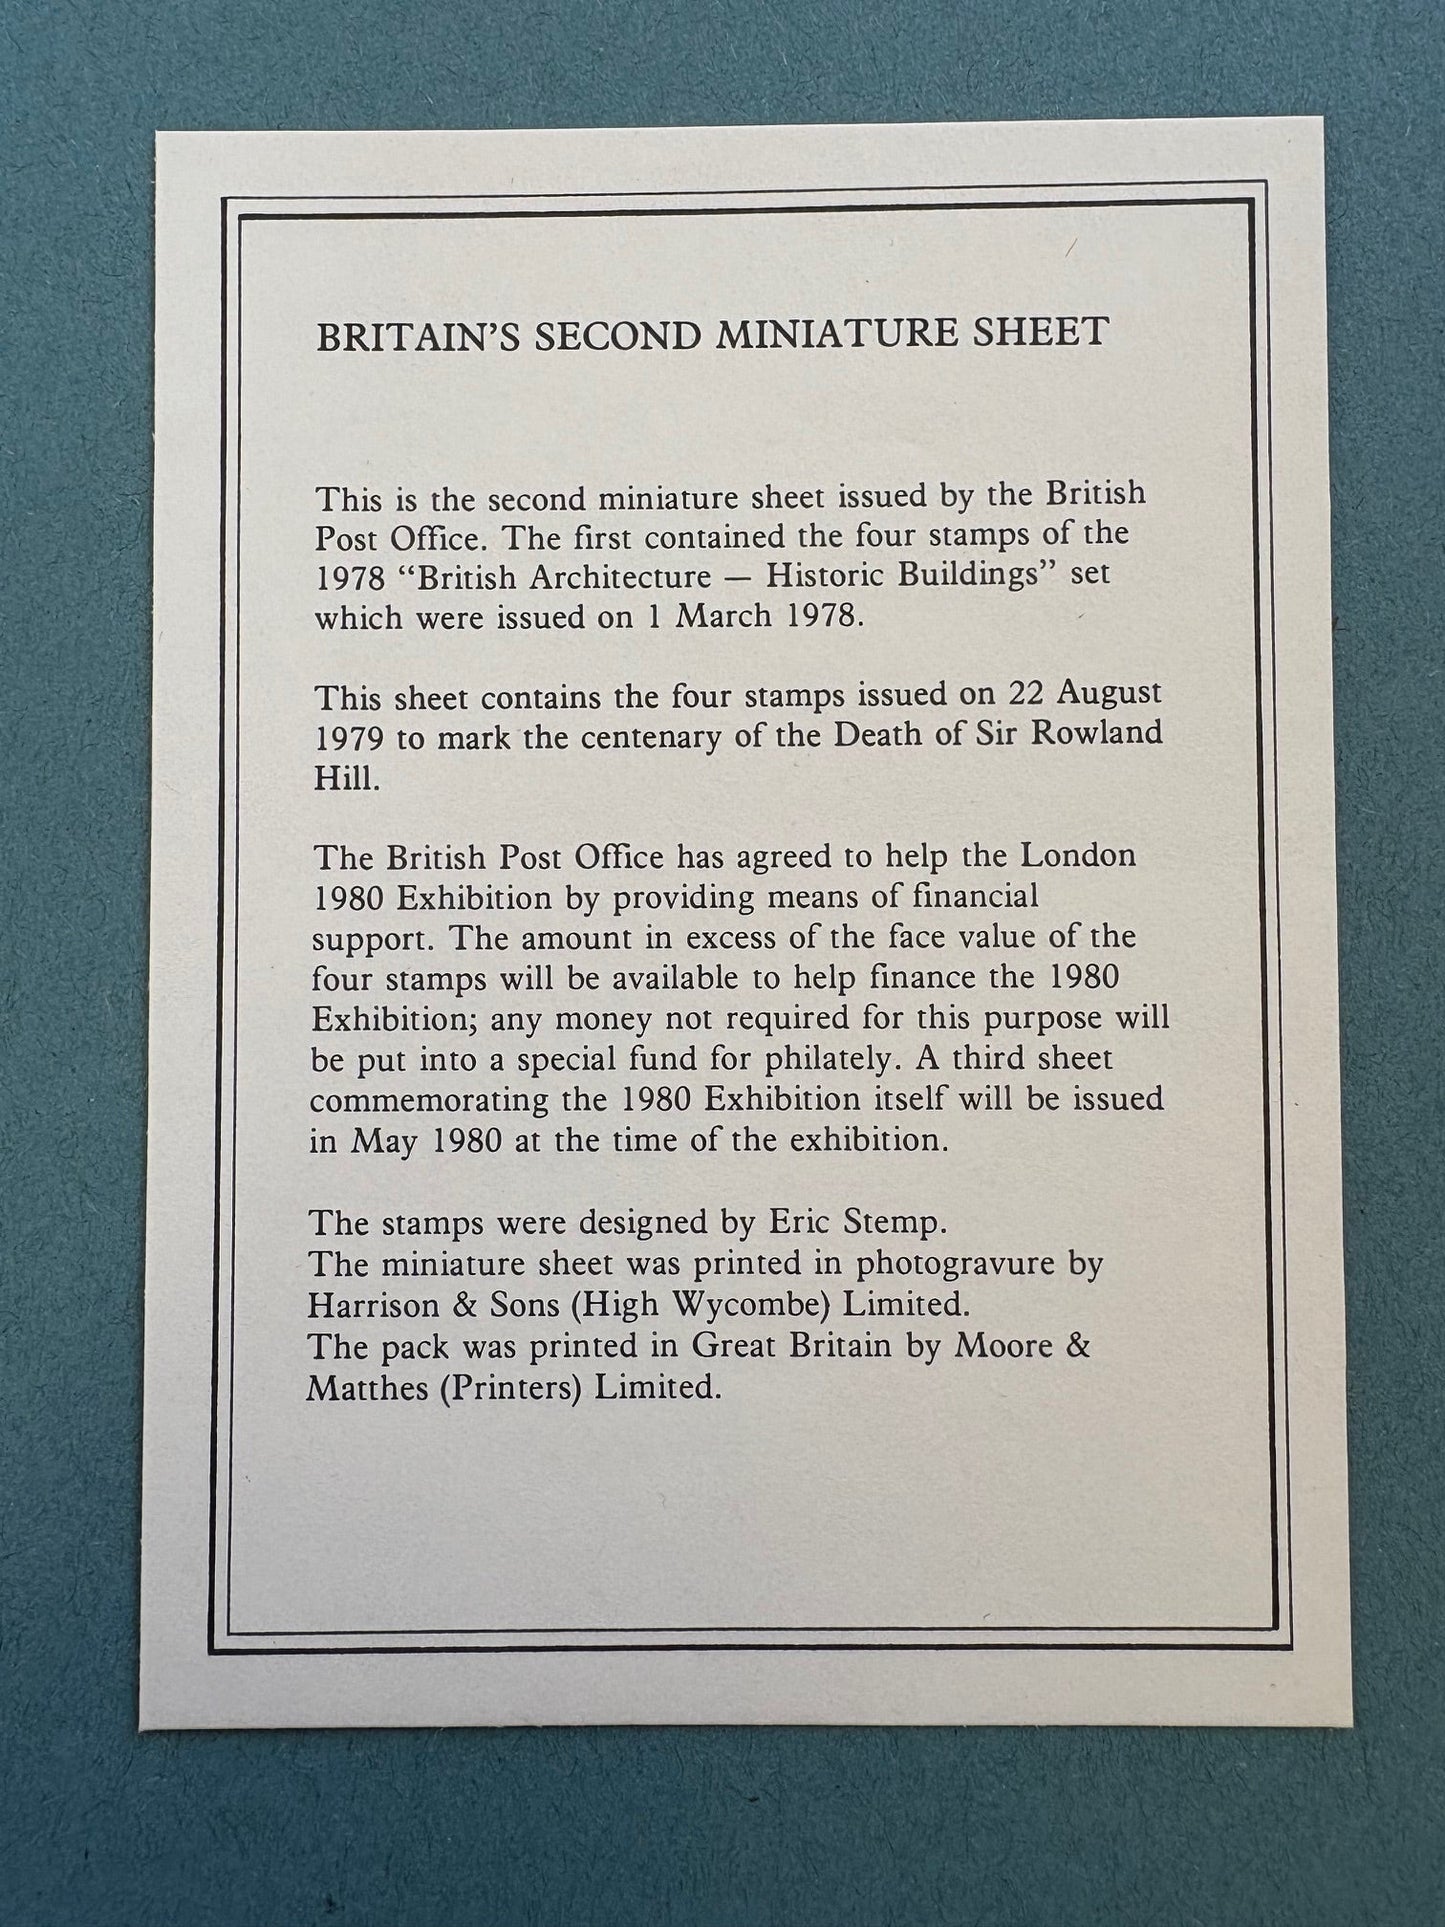 BRITAIN'S SECOND MINIATURE SHEET
This is the second miniature sheet issued by the British
Post Office. The first contained the four stamps of the
1978 “British Architecture — Historic Buildings” set
which were issued on 1 March 1978.
This sheet contains the four stamps issued on 22 August
1979 to mark the centenary of the Death of Sir Rowland
Hill.
The British Post Office has agreed to help the London
1980 Exhibition by providing means of financial
support. The amount in excess of the face value of the
four stamps will be available to help finance the 1980
Exhibition; any money not required for this purpose will
be put into a special fund for philately. A third sheet
commemorating the 1980 Exhibition itself will be issued
in May 1980 at the time of the exhibition.
The stamps were designed by Eric Stemp.
The miniature sheet was printed in photogravure by
Harrison & Sons (High Wycombe) Limited.
The pack was printed in Great Britain by Moore &
Matthes (Printers) Limited.